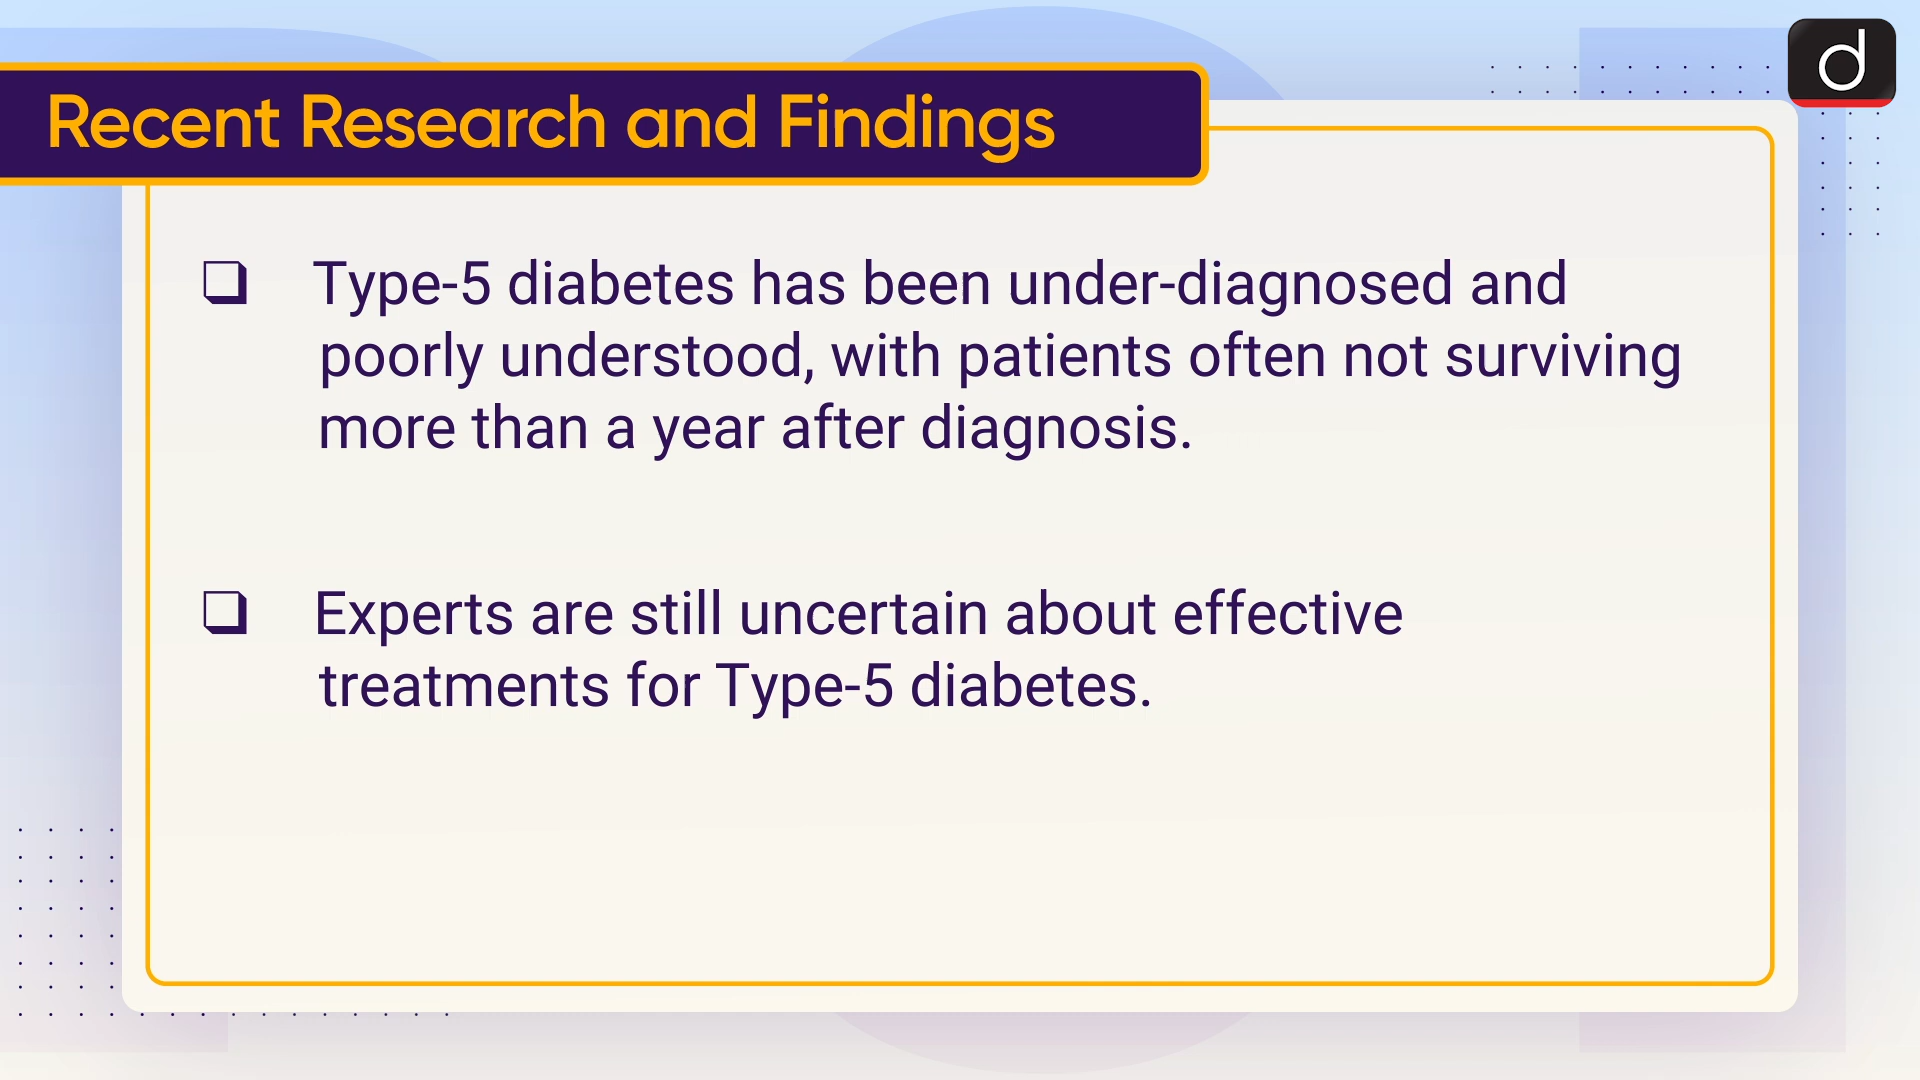 Recent Research and Findings
d
❑ Type-5 diabetes has been under-diagnosed and
poorly understood, with patients often not surviving
more than a year after diagnosis.
❑ Experts are still uncertain about effective
treatments for Type-5 diabetes.